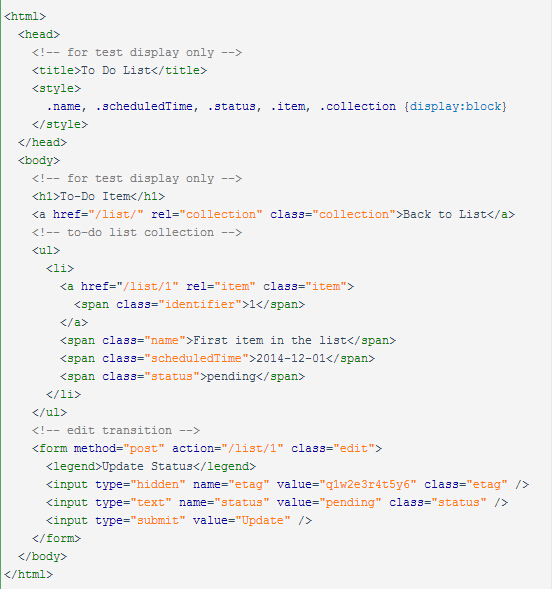 <html>
  <head>
    <!-- for test display only -->
    <title>To Do List</title>
    <style>
      .name, .scheduledTime, .status, .item, .collection {display:block}
    </style>
  </head>
  <body>
    <!-- for test display only -->
    <h1>To-Do Item</h1>
    <a href="/list/" rel="collection" class="collection">Back to List</a>
    <!-- to-do list collection -->
    <ul>
      <li>
        <a href="/list/1" rel="item" class="item">
          <span class="identifier">1</span>
        </a>
        <span class="name">First item in the list</span>
        <span class="scheduledTime">2014-12-01</span>
        <span class="status">pending</span>
      </li>
    </ul>
    <!-- edit transition -->
    <form method="post" action="/list/1" class="edit">
      <legend>Update Status</legend>
      <input type="hidden" name="etag" value="q1w2e3r4t5y6" class="etag" />
      <input type="text" name="status" value="pending" class="status" />
      <input type="submit" value="Update" />
    </form>
  </body>
</html>